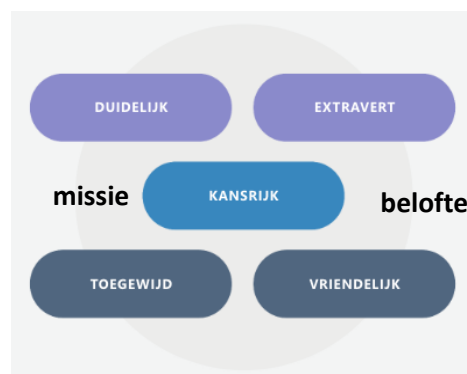 DUIDELIJK EXTRAVERT
missie KANSRIJK belofte
TOEGEWIJD VRIENDELIJK